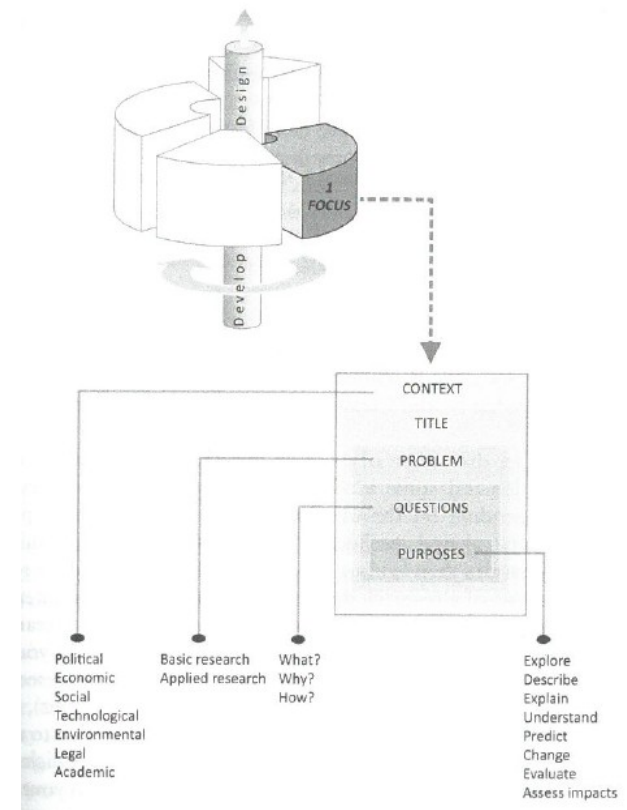 Design
1
FOCUS
Develop
CONTEXT
TITLE
PROBLEM
QUESTIONS
PURPOSES
Political
Economic
Social
Technological
Environmental
Legal
Academic
Basic research
Applied research
What?
Why?
How?
Explore
Describe
Explain
Understand
Predict
Change
Evaluate
Assess impacts